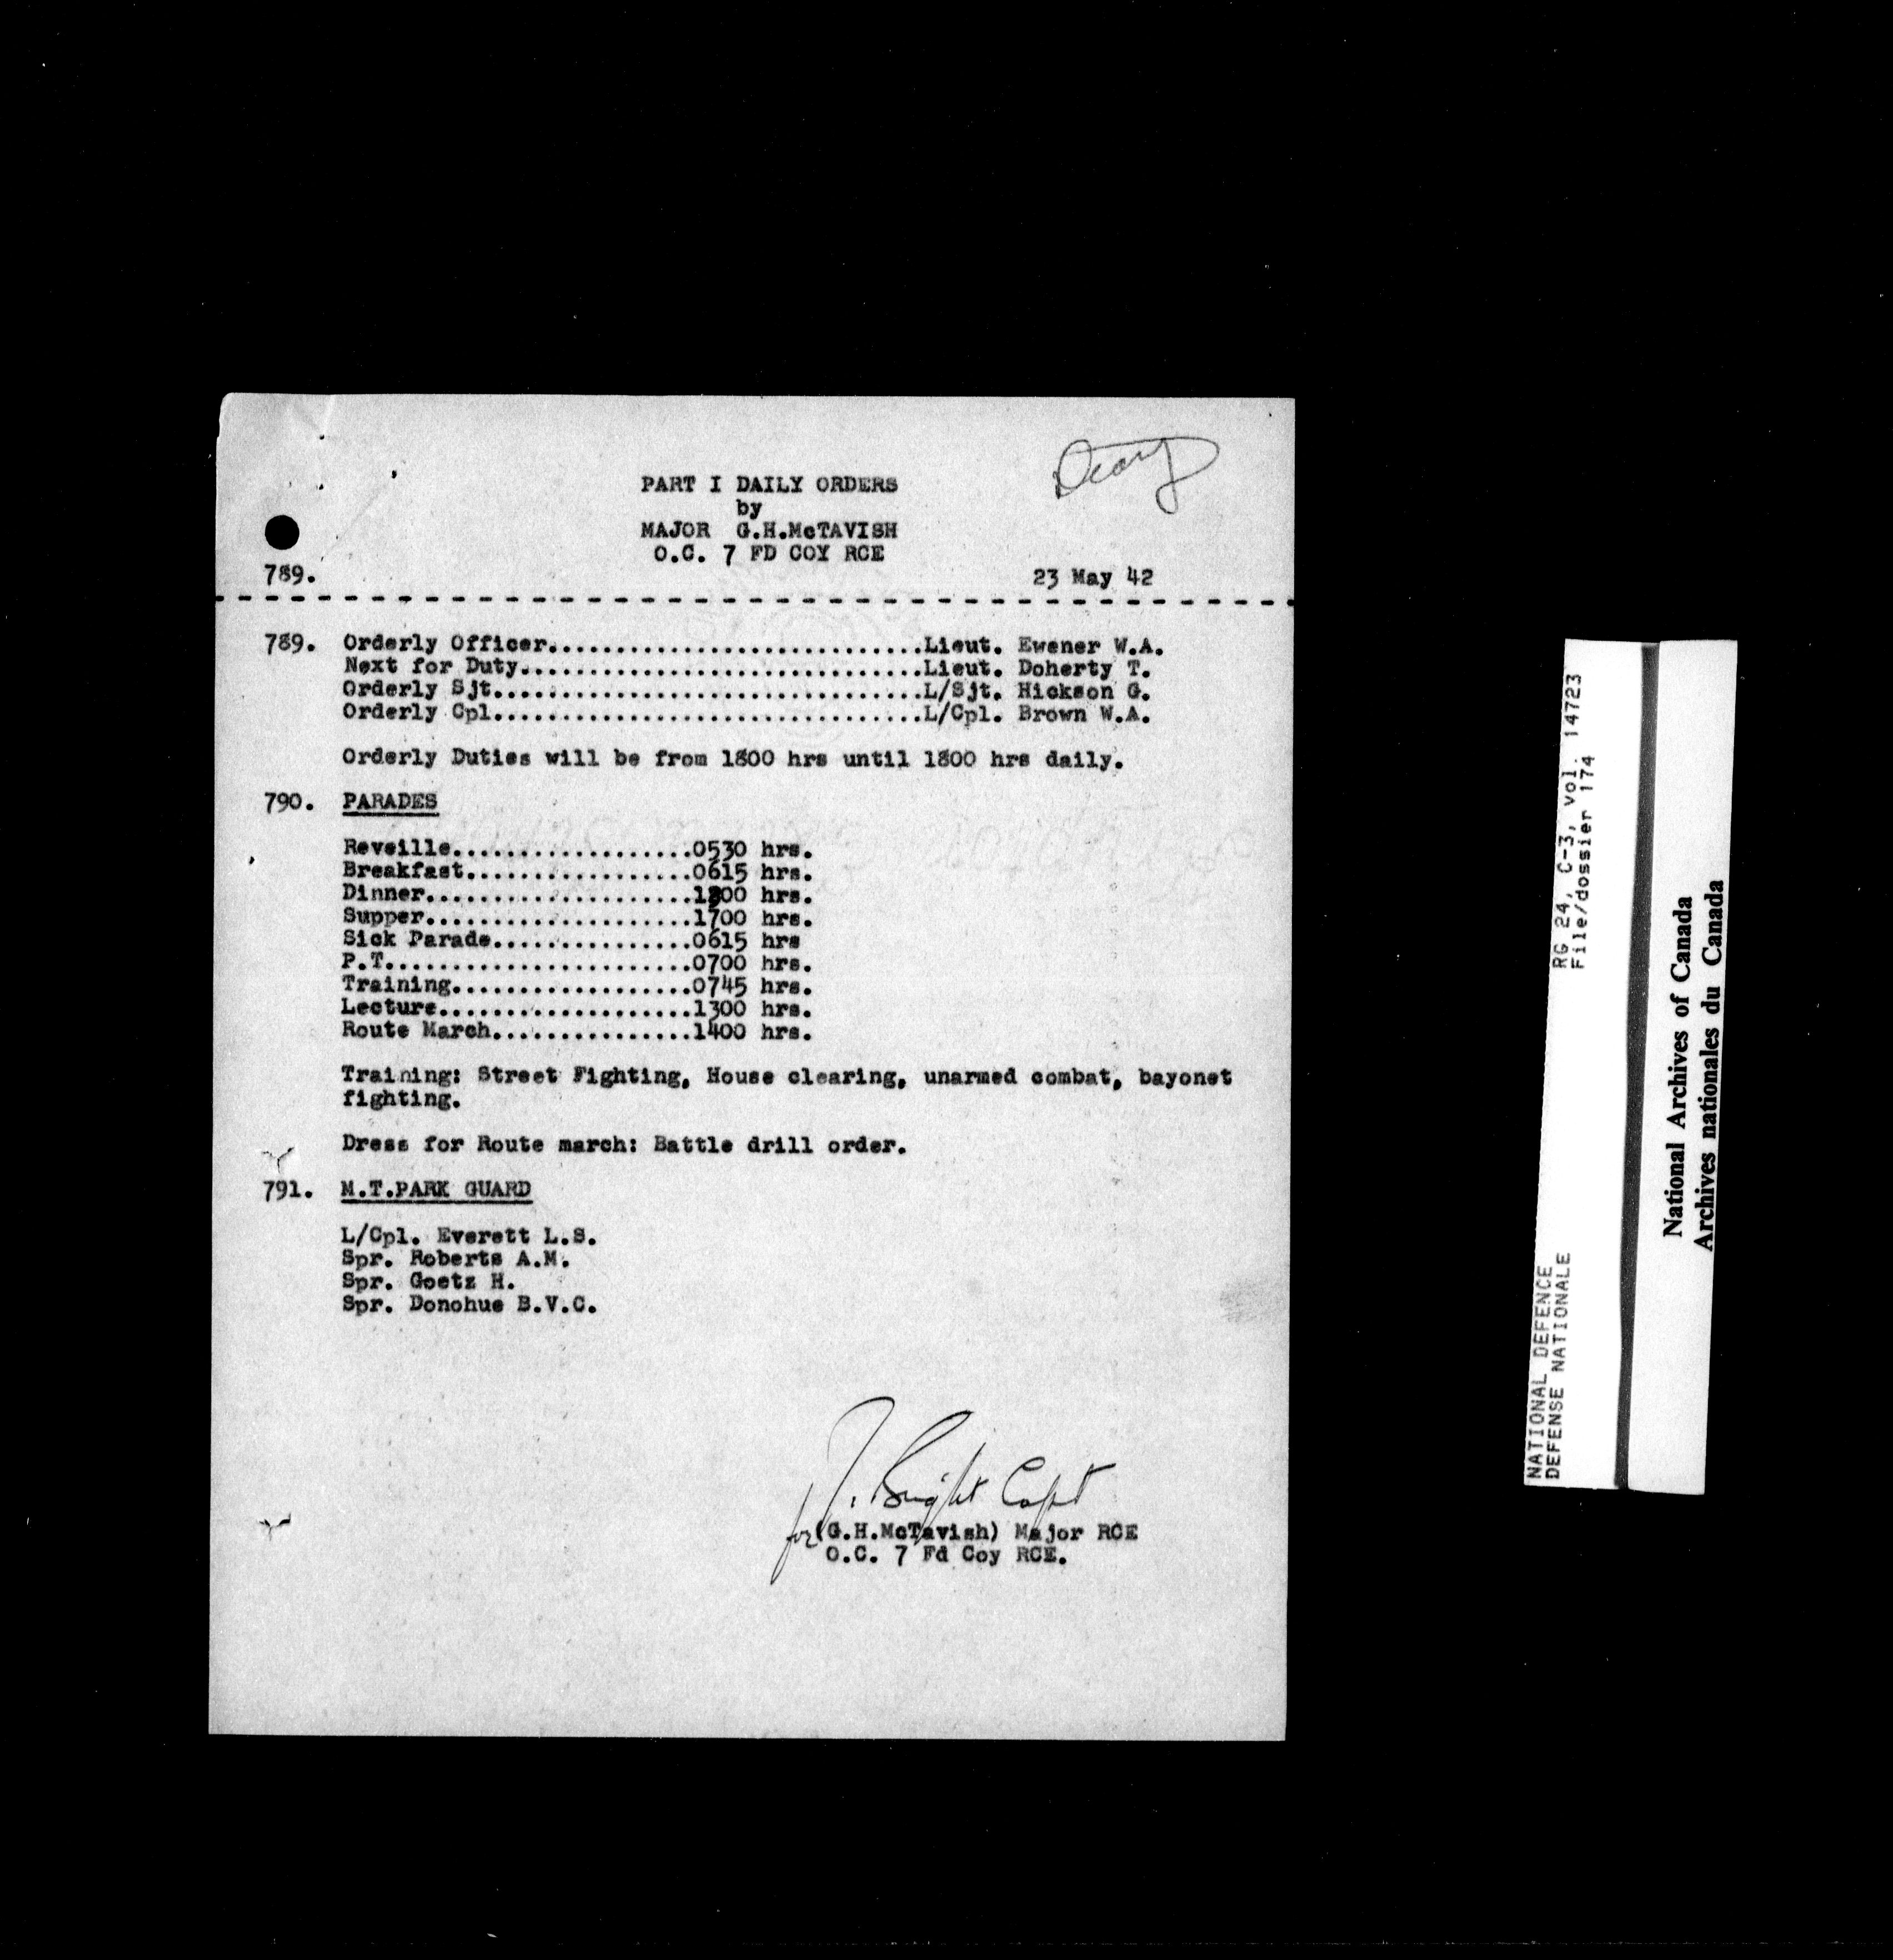 Diary
PART I DAILY ORDERS
by
MAJOR G.H.McTAVISH
O.C. 7 FD COY RCE
789. 23 May 42
789. Orderly Officer............................Lieut. Ewener W.A.
Next for Duty..............................Lieut. Doherty T.
Orderly Sjt................................L/Sjt. Hickson G.
Orderly Cpl................................L/Cpl. Brown W.A.
Orderly Duties will be from 1800 hrs until 1800 hrs daily.
790. PARADES
Reveille..................0530 hrs.
Breakfast.................0615 hrs.
Dinner....................1200 hrs.
Supper....................1700 hrs.
Sick Parade...............0615 hrs
P.T.......................0700 hrs.
Training..................0745 hrs.
Lecture...................1300 hrs.
Route March...............1400 hrs.
Training: Street Fighting, House clearing, unarmed combat, bayonet
fighting.
Dress for Route march: Battle drill order.
791. M.T.PARK GUARD
L/Cpl. Everett L.S.
Spr. Roberts A.M.
Spr. Goetz H.
Spr. Donohue B.V.C.
Bright Capt
for (G.H.McTavish) Major RCE
O.C. 7 Fd Coy RCE.
NATIONAL DEFENCE RG 24, C-3, vol. 14723
DEFENSE NATIONALE File/dossier 174
National Archives of Canada
Archives nationales du Canada